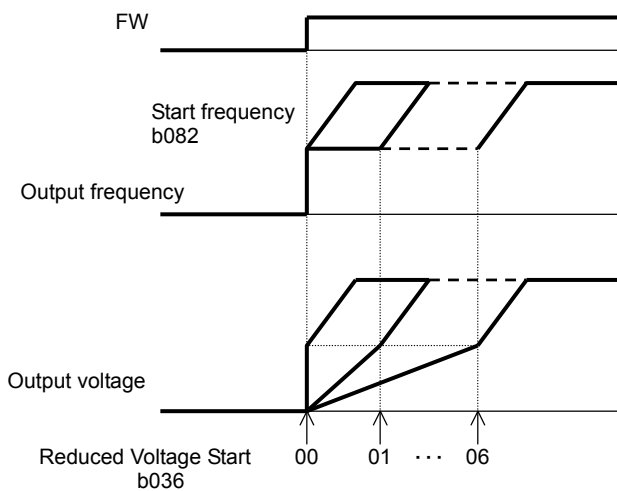 FW
Start frequency
b082
Output frequency
Output voltage
Reduced Voltage Start 00 01 ··· 06
b036